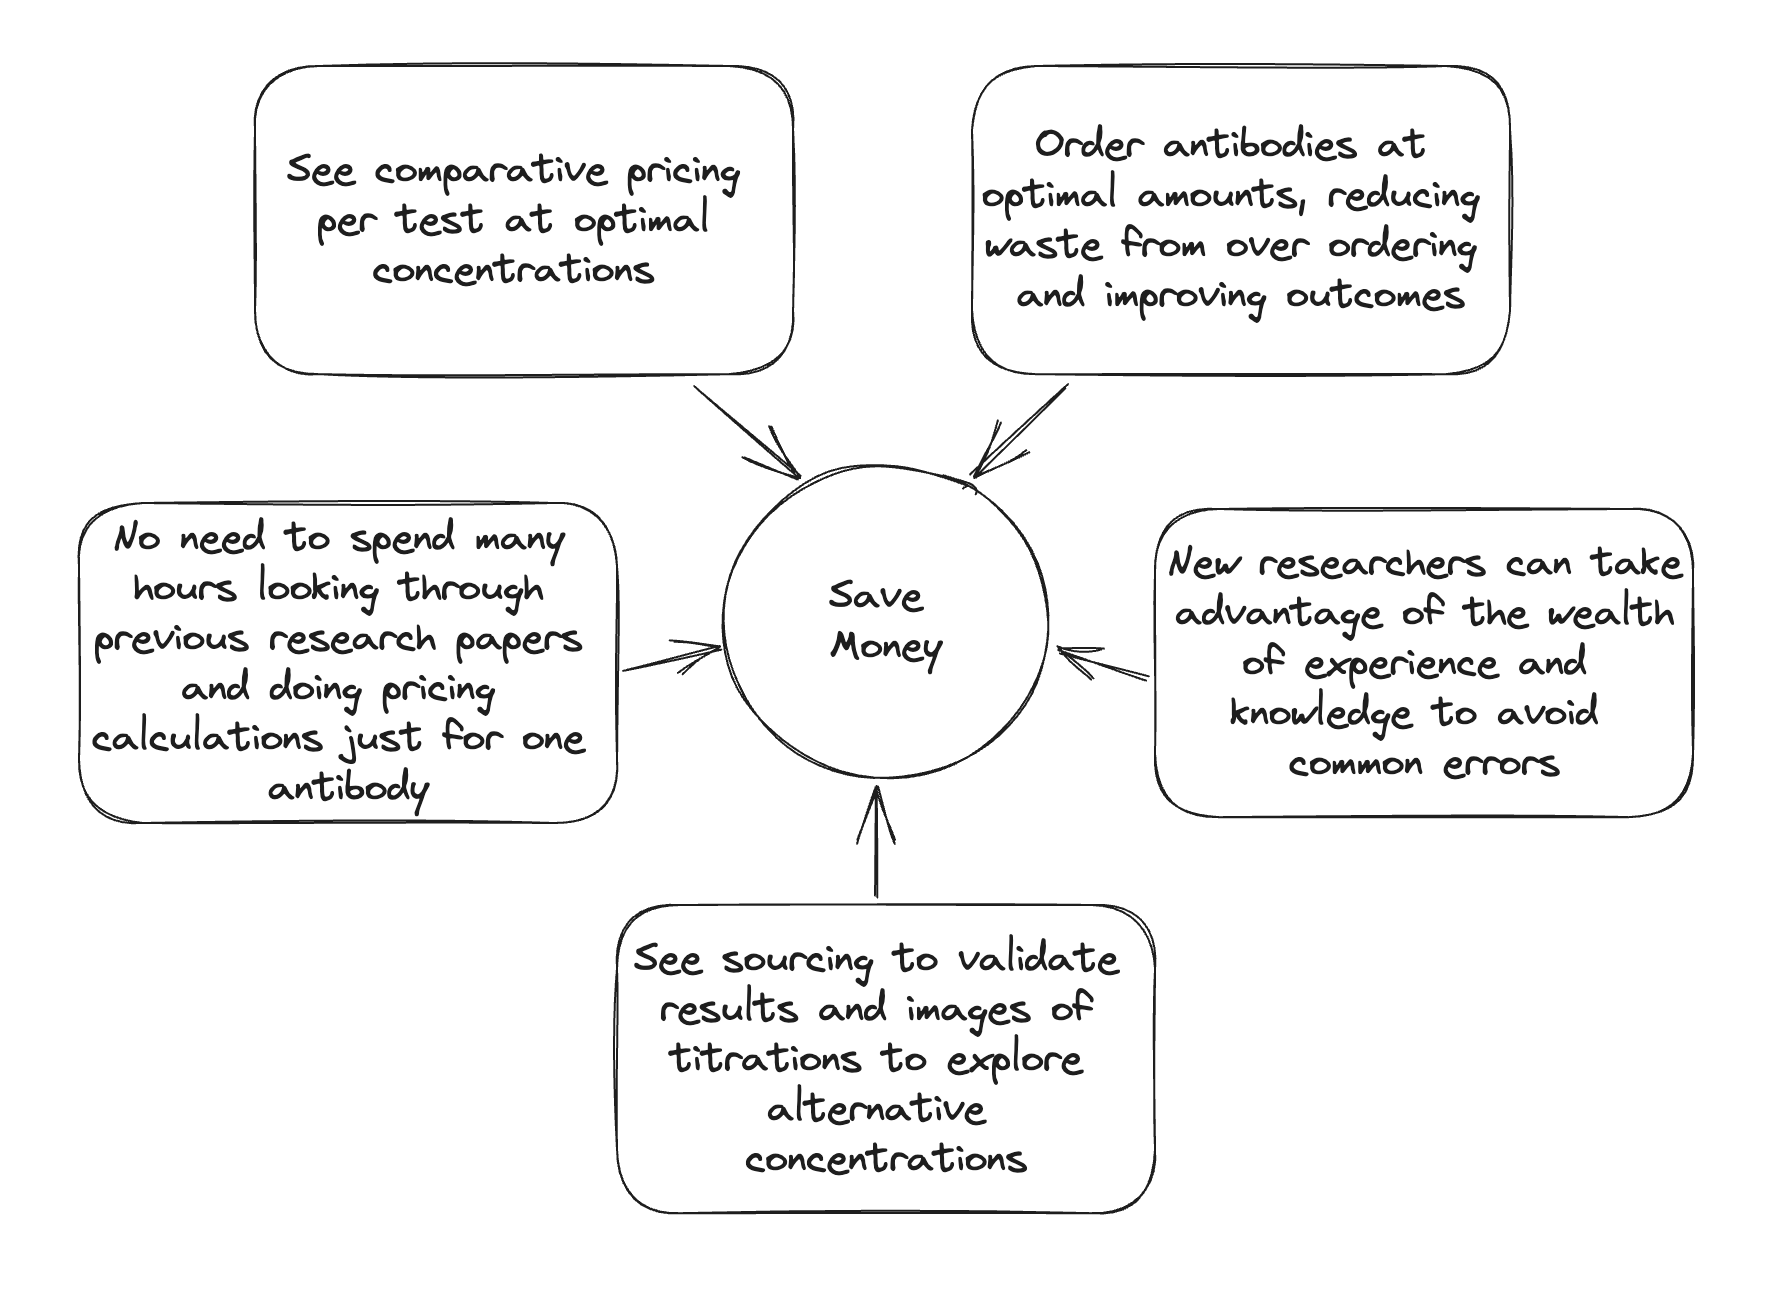 See comparative pricing
per test at optimal
concentrations
Order antibodies at
optimal amounts, reducing
waste from over ordering
and improving outcomes
No need to spend many
hours looking through
previous research papers
and doing pricing
calculations just for one
antibody
Save
Money
New researchers can take
advantage of the wealth
of experience and
knowledge to avoid
common errors
See sourcing to validate
results and images of
titrations to explore
alternative
concentrations